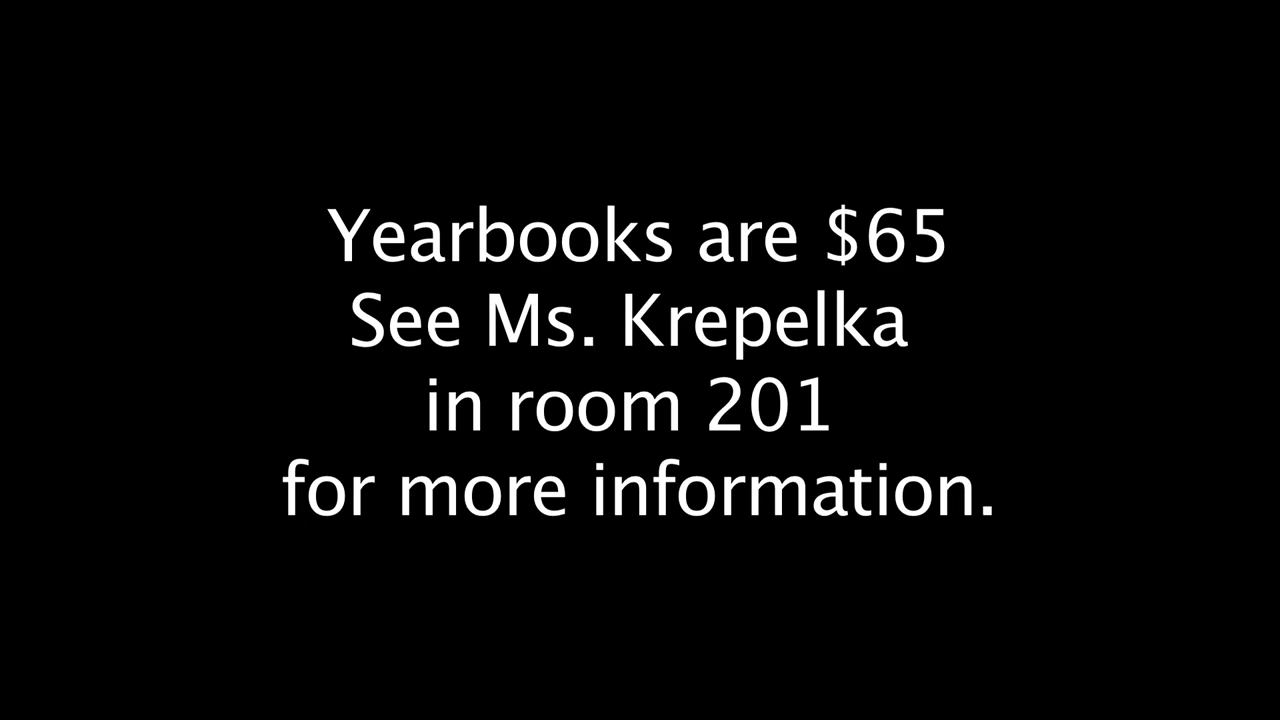 Yearbooks are $65
See Ms. Krepelka
in room 201
for more information.